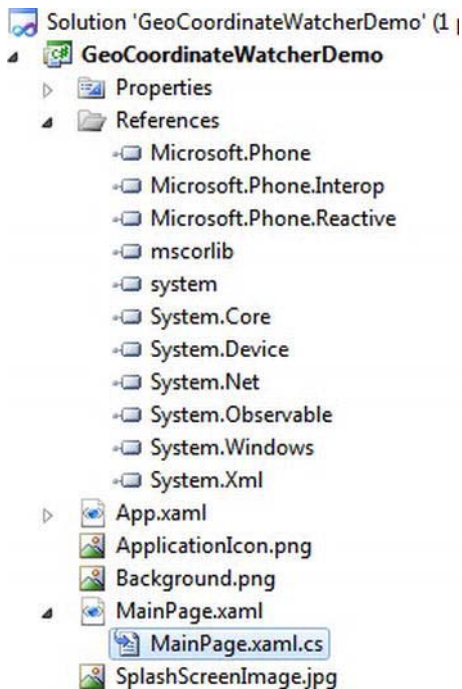 Solution 'GeoCoordinateWatcherDemo' (1
GeoCoordinateWatcherDemo
Properties
References
Microsoft.Phone
Microsoft.Phone.Interop
Microsoft.Phone.Reactive
mscorlib
system
System.Core
System.Device
System.Net
System.Observable
System.Windows
System.Xml
App.xaml
ApplicationIcon.png
Background.png
MainPage.xaml
MainPage.xaml.cs
SplashScreenImage.jpg